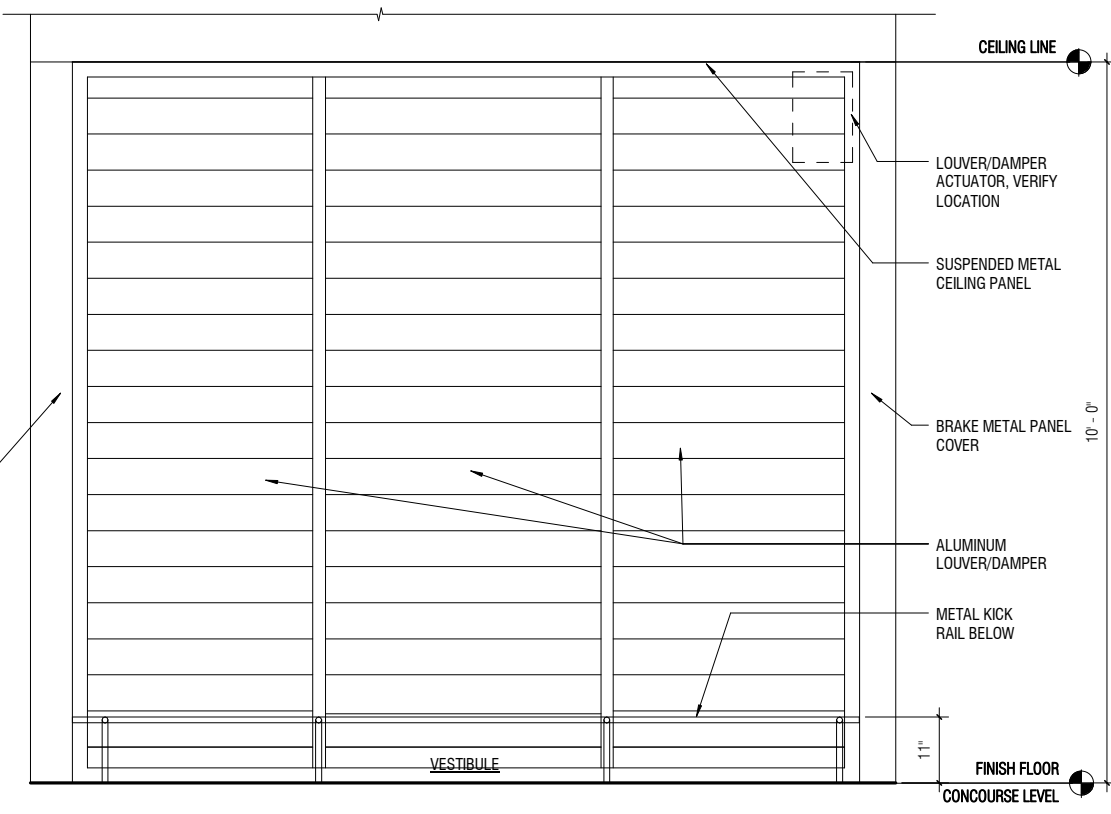 CEILING LINE
LOUVER/DAMPER
ACTUATOR, VERIFY
LOCATION
SUSPENDED METAL
CEILING PANEL
BRAKE METAL PANEL
COVER
10' - 0"
ALUMINUM
LOUVER/DAMPER
METAL KICK
RAIL BELOW
11"
VESTIBULE
FINISH FLOOR
CONCOURSE LEVEL